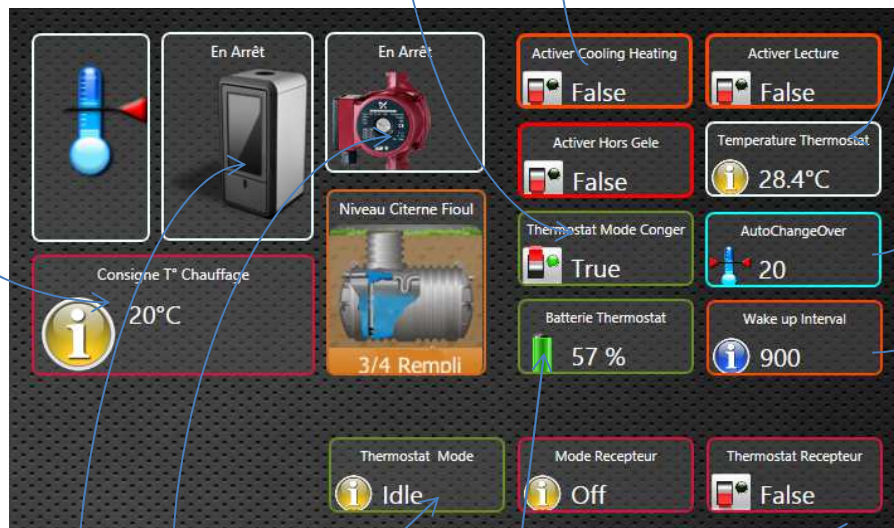 En Arrêt
En Arrêt
Activer Cooling Heating
False
Activer Lecture
False
Activer Hors Gele
False
Temperature Thermostat
28.4°C
Niveau Citerne Fioul
3/4 Rempli
Thermostat Mode Conger
True
AutoChangeOver
20
Consigne T° Chauffage
20°C
Batterie Thermostat
57 %
Wake up Interval
900
Thermostat Mode
Idle
Mode Recepteur
Off
Thermostat Recepteur
False